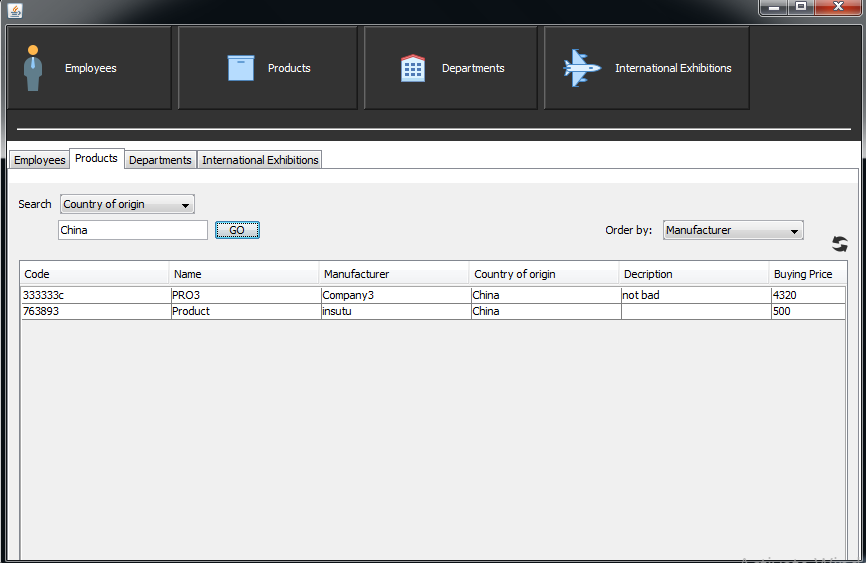 Employees Products Departments International Exhibitions
Employees Products Departments International Exhibitions
Search Country of origin
China GO Order by: Manufacturer
Code Name Manufacturer Country of origin Decription Buying Price
333333c PRO3 Company3 China not bad 4320
763893 Product insutu China 500